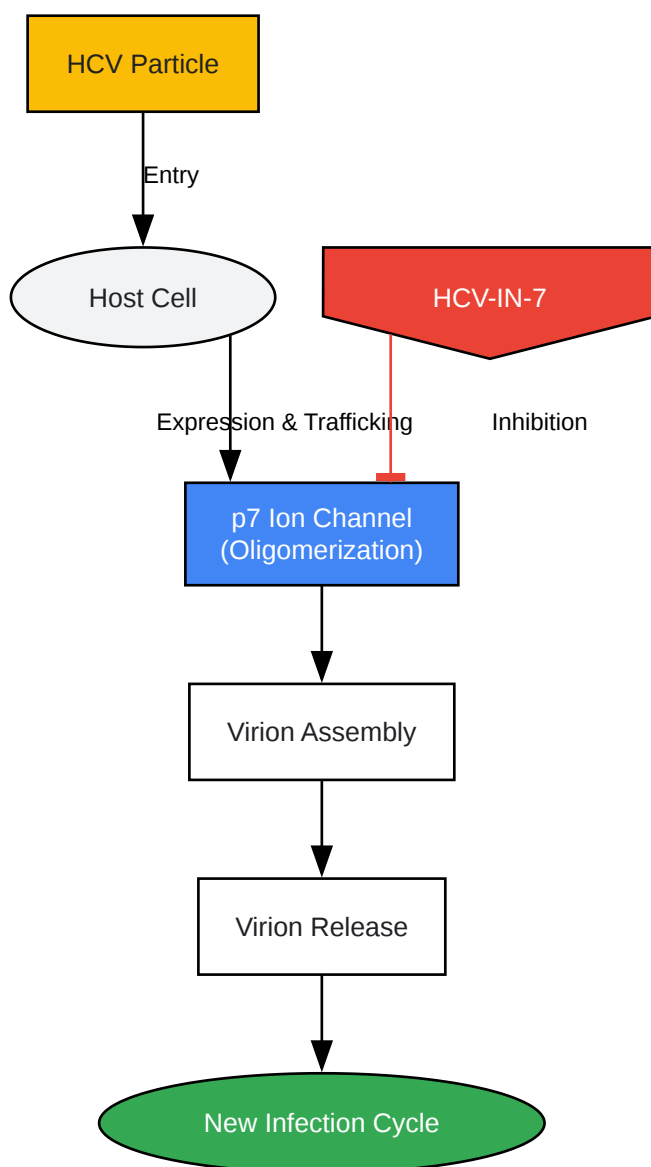 HCV Particle
Entry
Host Cell
HCV-IN-7
Expression & Trafficking
Inhibition
p7 Ion Channel
(Oligomerization)
Virion Assembly
Virion Release
New Infection Cycle